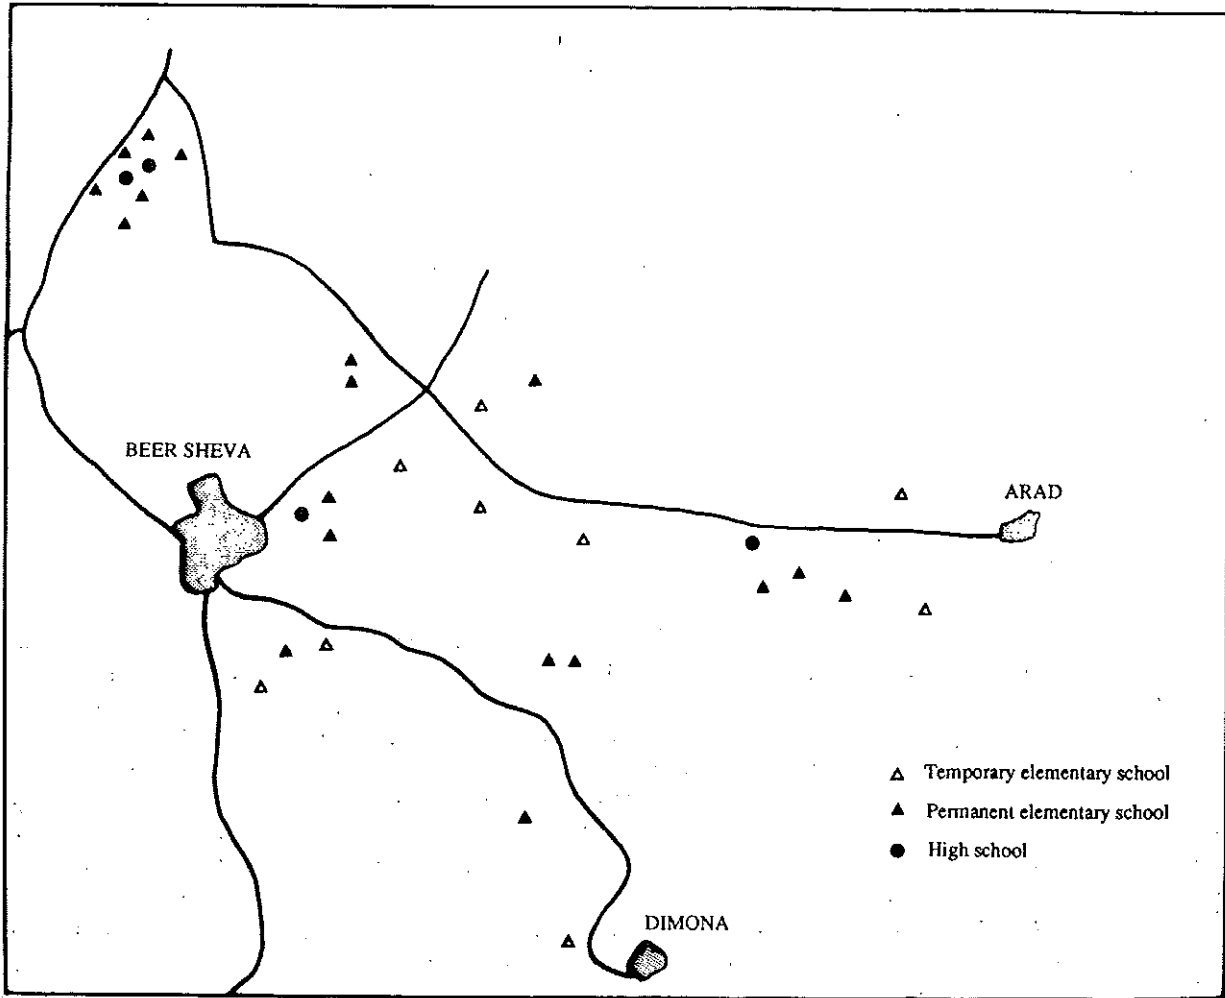 BEER SHEVA
ARAD
Temporary elementary school
Permanent elementary school
High school
DIMONA